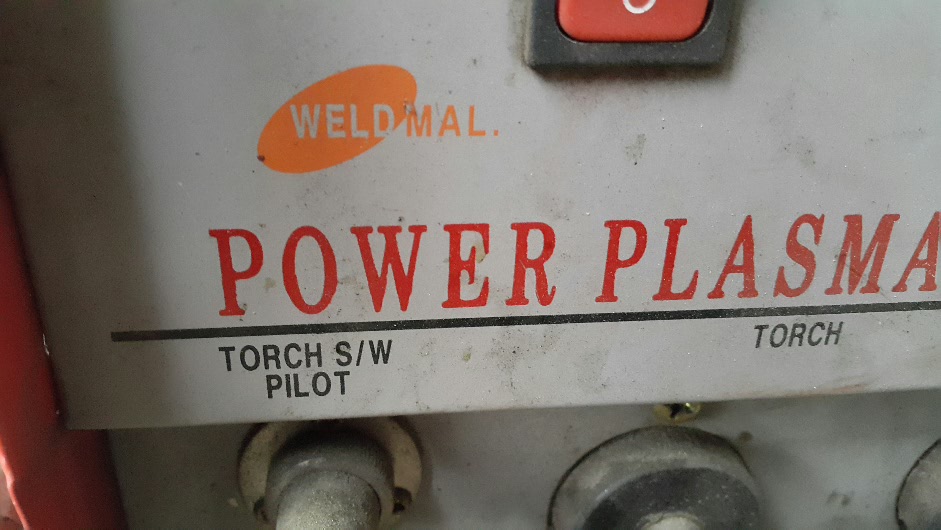 WELDMAL.
POWER PLASMA
TORCH S/W
PILOT
TORCH